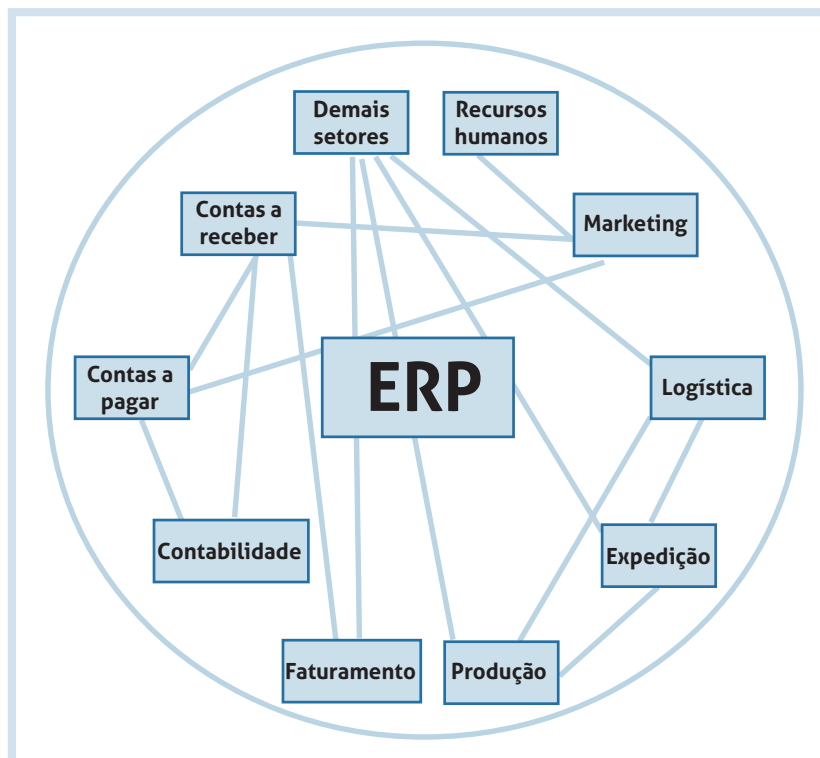 Demais
setores
Recursos
humanos
Contas a
receber
Marketing
ERP
Contas a
pagar
Logística
Contabilidade
Expedição
Faturamento
Produção